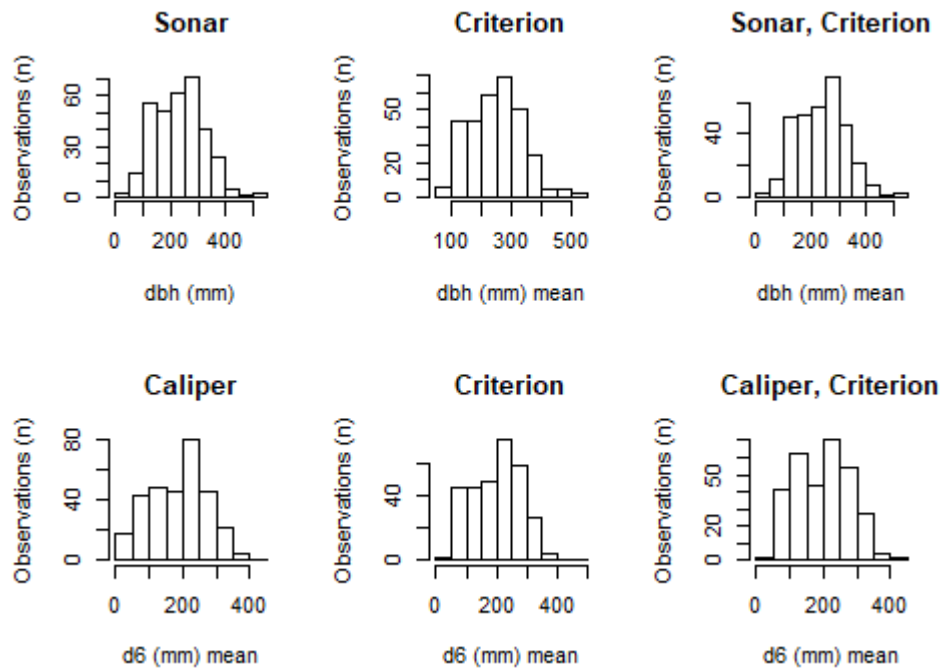 Sonar
Observations (n)
0 30 60
0 200 400
dbh (mm)
Criterion
Observations (n)
0 20 50
100 300 500
dbh (mm) mean
Sonar, Criterion
Observations (n)
0 40
0 200 400
dbh (mm) mean
Caliper
Observations (n)
0 40 80
0 200 400
d6 (mm) mean
Criterion
Observations (n)
0 40
0 200 400
d6 (mm) mean
Caliper, Criterion
Observations (n)
0 20 50
0 200 400
d6 (mm) mean